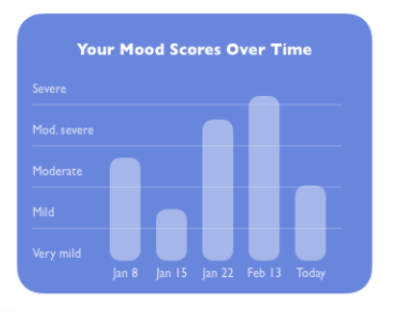 Your Mood Scores Over Time
Severe
Mod. severe
Moderate
Mild
Very mild
Jan 8 Jan 15 Jan 22 Feb 13 Today